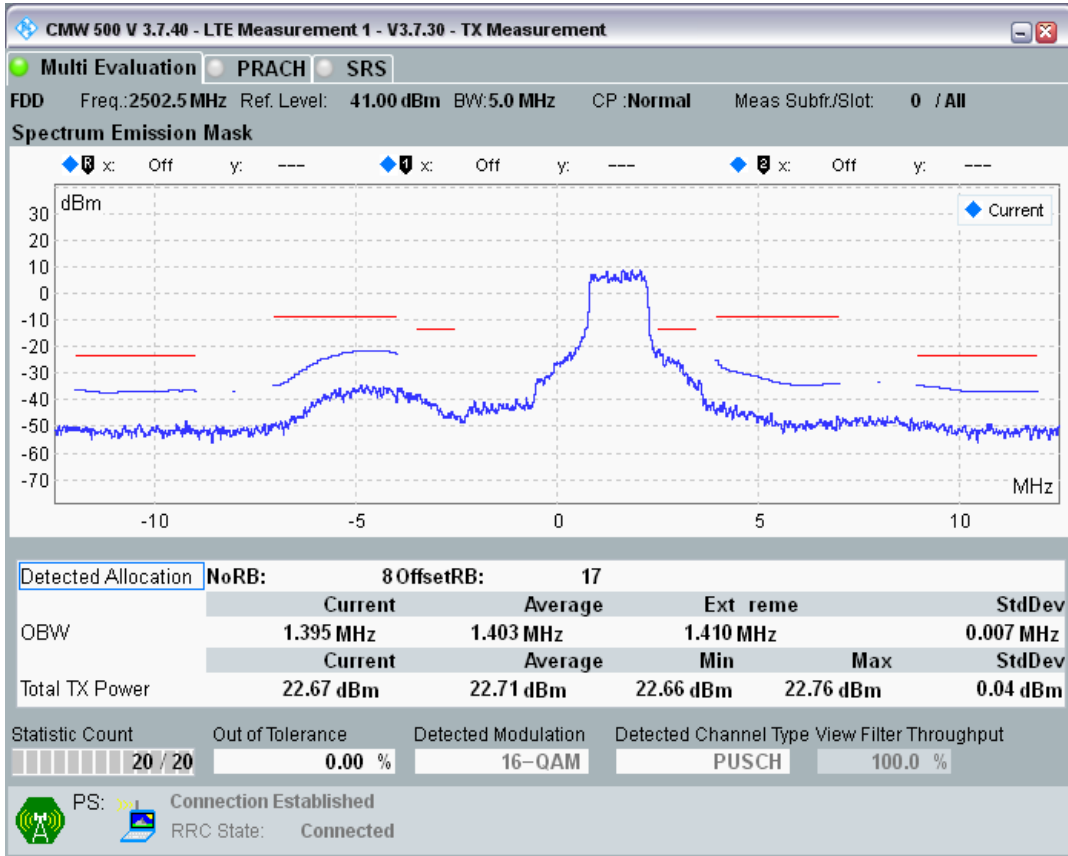 CMW 500 V 3.7.40 - LTE Measurement 1 - V3.7.30 - TX Measurement
Multi Evaluation PRACH SRS
FDD Freq.:2502.5 MHz Ref. Level: 41.00 dBm BW:5.0 MHz CP :Normal Meas Subfr./Slot: 0 / All
Spectrum Emission Mask
R x: Off y: --- 1 x: Off y: --- 2 x: Off y: ---
dBm
Current
30
20
10
0
-10
-20
-30
-40
-50
-60
-70
MHz
-10 -5 0 5 10
Detected Allocation NoRB: 8 OffsetRB: 17
Current Average Ext reme StdDev
OBW 1.395 MHz 1.403 MHz 1.410 MHz 0.007 MHz
Current Average Min Max StdDev
Total TX Power 22.67 dBm 22.71 dBm 22.66 dBm 22.76 dBm 0.04 dBm
Statistic Count Out of Tolerance Detected Modulation Detected Channel Type View Filter Throughput
20 / 20 0.00 % 16-QAM PUSCH 100.0 %
PS: Connection Established
RRC State: Connected